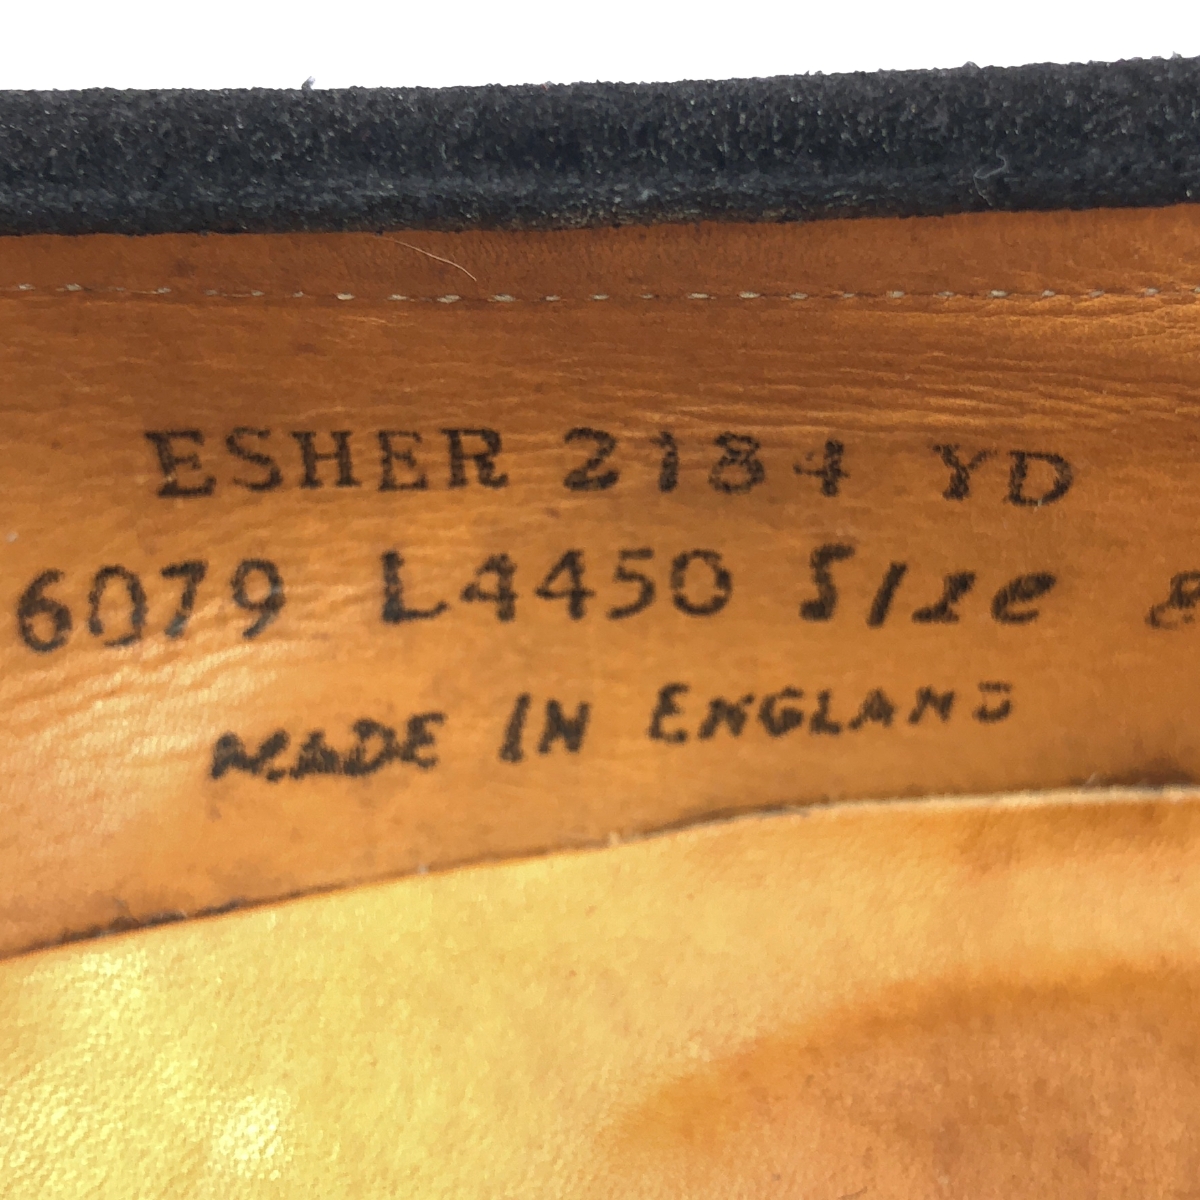 ESHER 2184 YD
6079 L4450 Size
MADE IN ENGLAND